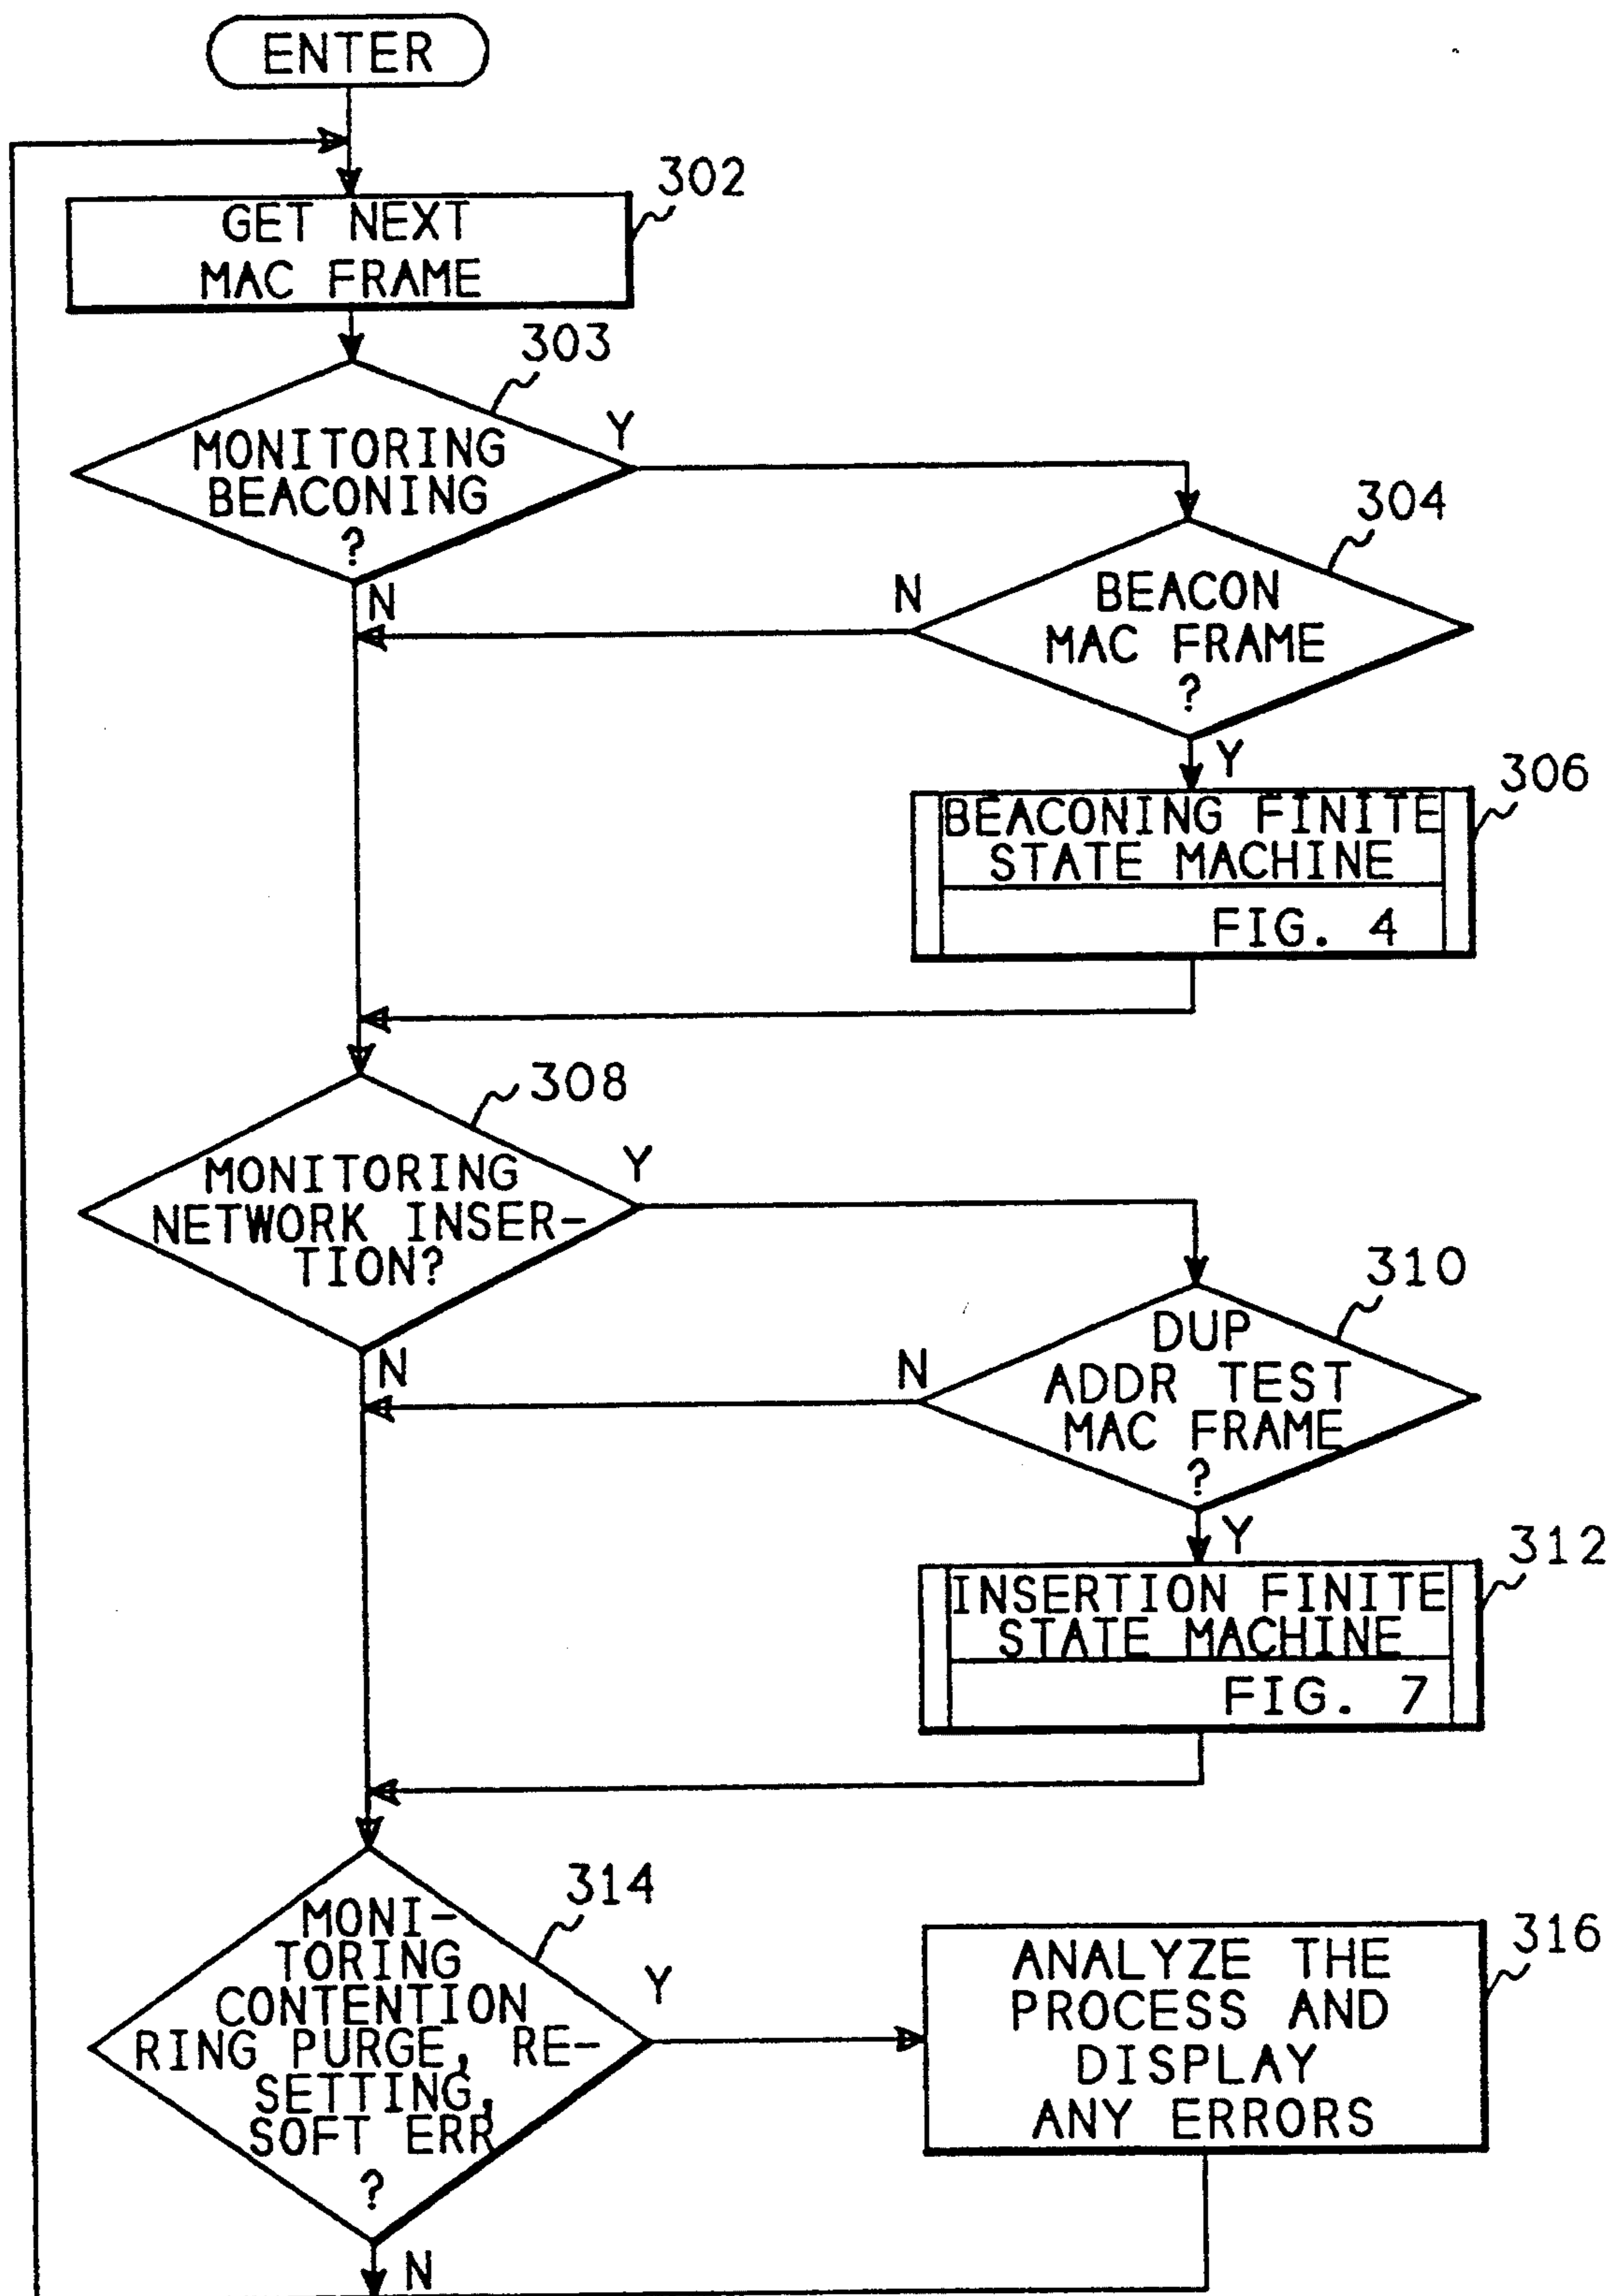 ENTER
302
GET NEXT
MAC FRAME
303
MONITORING
BEACONING
?
Y
N
304
BEACON
MAC FRAME
?
N
Y
306
BEACONING FINITE
STATE MACHINE
FIG. 4
308
MONITORING
NETWORK INSER-
TION?
Y
N
310
DUP
ADDR TEST
MAC FRAME
?
N
Y
312
INSERTION FINITE
STATE MACHINE
FIG. 7
314
MONI-
TORING
CONTENTION
RING PURGE, RE-
SETTING,
SOFT ERR
?
Y
N
316
ANALYZE THE
PROCESS AND
DISPLAY
ANY ERRORS